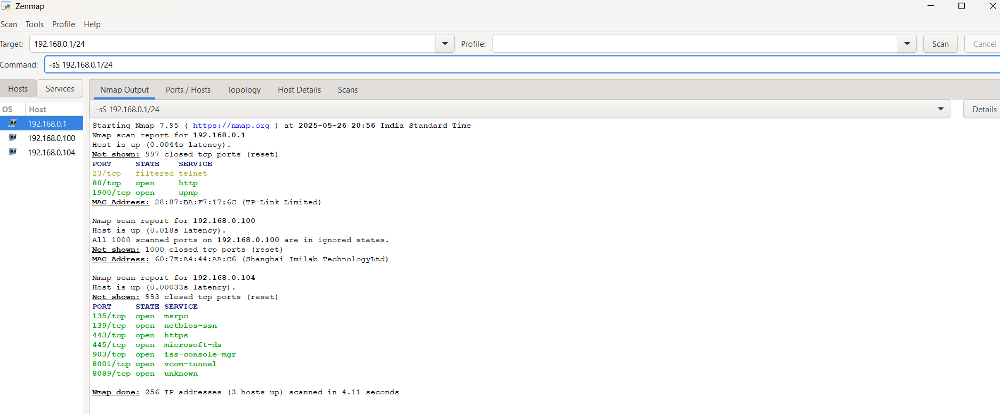 Zenmap
Scan Tools Profile Help
Target: 192.168.0.1/24 Profile: Scan Cancel
Command: -sS 192.168.0.1/24
Hosts Services
Nmap Output Ports / Hosts Topology Host Details Scans
OS Host
-sS 192.168.0.1/24 Details
192.168.0.1
192.168.0.100
192.168.0.104
Starting Nmap 7.95 ( https://nmap.org ) at 2025-05-26 20:56 India Standard Time
Nmap scan report for 192.168.0.1
Host is up (0.0044s latency).
Not shown: 997 closed tcp ports (reset)
PORT STATE SERVICE
23/tcp filtered telnet
80/tcp open http
1900/tcp open upnp
MAC Address: 28:87:BA:F7:17:6C (TP-Link Limited)
Nmap scan report for 192.168.0.100
Host is up (0.018s latency).
All 1000 scanned ports on 192.168.0.100 are in ignored states.
Not shown: 1000 closed tcp ports (reset)
MAC Address: 60:7E:A4:44:AA:C6 (Shanghai Imilab TechnologyLtd)
Nmap scan report for 192.168.0.104
Host is up (0.00033s latency).
Not shown: 993 closed tcp ports (reset)
PORT STATE SERVICE
135/tcp open msrpc
139/tcp open netbios-ssn
443/tcp open https
445/tcp open microsoft-ds
903/tcp open iss-console-mgr
8001/tcp open vcom-tunnel
8089/tcp open unknown
Nmap done: 256 IP addresses (3 hosts up) scanned in 4.11 seconds